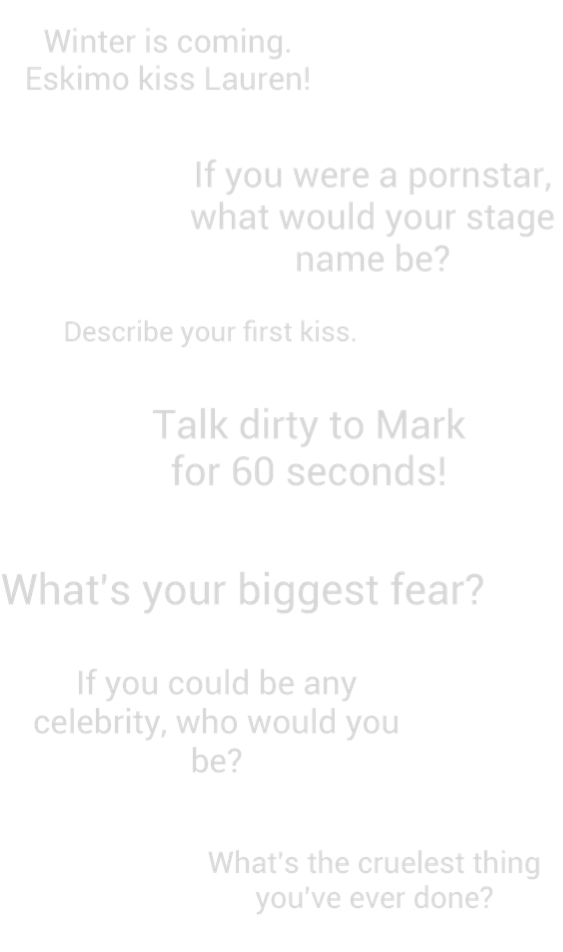 Winter is coming.
Eskimo kiss Lauren!
If you were a pornstar,
what would your stage
name be?
Describe your first kiss.
Talk dirty to Mark
for 60 seconds!
What's your biggest fear?
If you could be any
celebrity, who would you
be?
What's the cruelest thing
you've ever done?